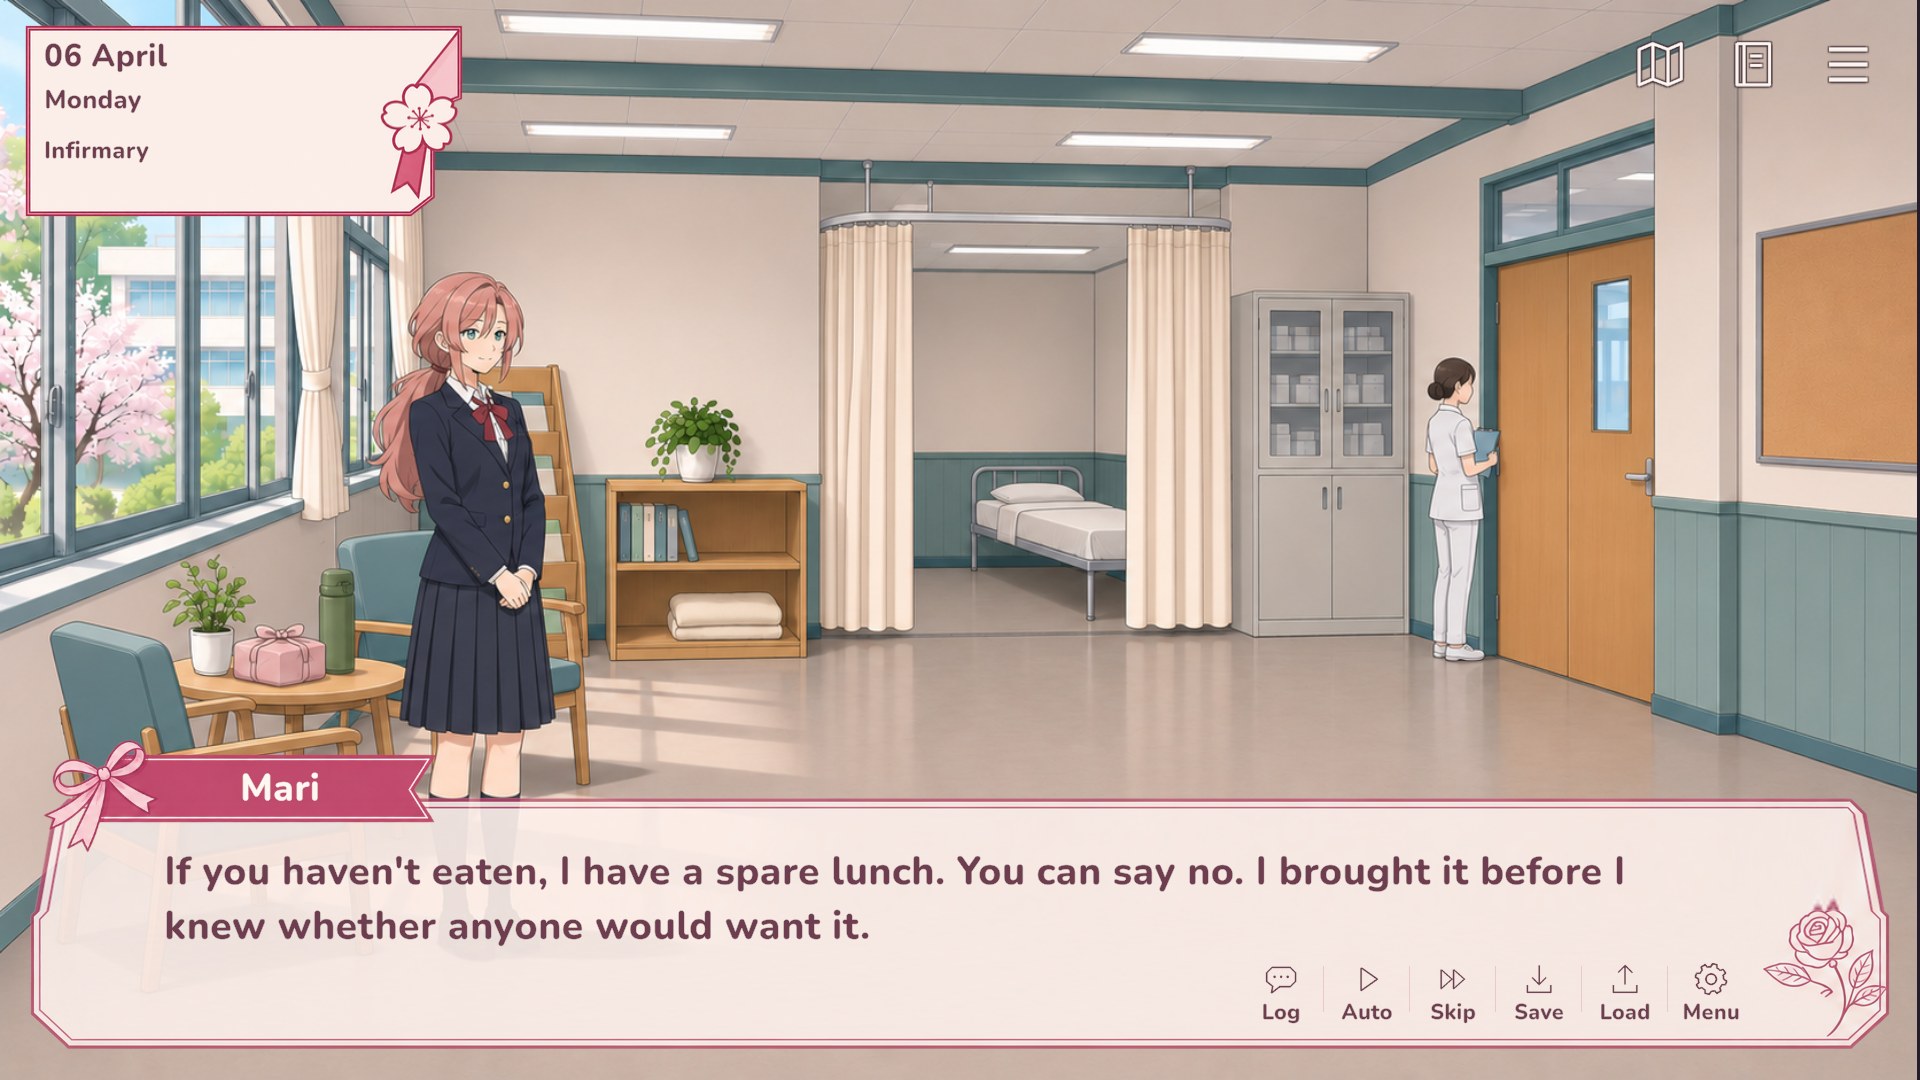 06 April
Monday
Infirmary
Mari
If you haven't eaten, I have a spare lunch. You can say no. I brought it before I
knew whether anyone would want it.
Log
Auto
Skip
Save
Load
Menu